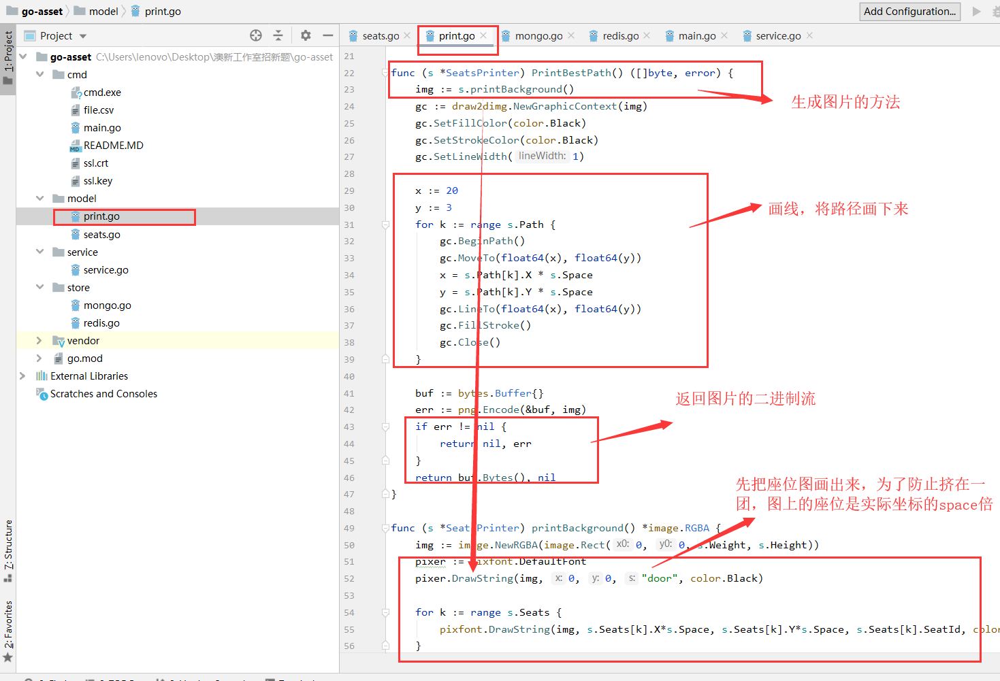 go-asset
model
print.go
Add Configuration...
1: Project
Project
go-asset C:\Users\lenovo\Desktop\澳新工作室招新题\go-asset
cmd
cmd.exe
file.csv
main.go
README.MD
ssl.crt
ssl.key
model
print.go
seats.go
service
service.go
store
mongo.go
redis.go
vendor
go.mod
External Libraries
Scratches and Consoles
Z: Structure
2: Favorites
seats.go
print.go
mongo.go
redis.go
main.go
service.go
21
22 func (s *SeatsPrinter) PrintBestPath() ([]byte, error) {
23 img := s.printBackground()
24 gc := draw2dimg.NewGraphicContext(img)
25 gc.SetFillColor(color.Black)
26 gc.SetStrokeColor(color.Black)
27 gc.SetLineWidth( lineWidth: 1)
28
29 x := 20
30 y := 3
31 for k := range s.Path {
32 gc.BeginPath()
33 gc.MoveTo(float64(x), float64(y))
34 x = s.Path[k].X * s.Space
35 y = s.Path[k].Y * s.Space
36 gc.LineTo(float64(x), float64(y))
37 gc.FillStroke()
38 gc.Close()
39 }
40
41 buf := bytes.Buffer{}
42 err := png.Encode(&buf, img)
43 if err != nil {
44 return nil, err
45 }
46 return buf.Bytes(), nil
47 }
48
49 func (s *SeatsPrinter) printBackground() *image.RGBA {
50 img := image.NewRGBA(image.Rect( x0: 0, y0: 0, s.Weight, s.Height))
51 pixer := pixfont.DefaultFont
52 pixer.DrawString(img, x: 0, y: 0, s: "door", color.Black)
53
54 for k := range s.Seats {
55 pixfont.DrawString(img, s.Seats[k].X*s.Space, s.Seats[k].Y*s.Space, s.Seats[k].SeatId, color
56 }
生成图片的方法
画线，将路径画下来
返回图片的二进制流
先把座位图画出来，为了防止挤在一
团，图上的座位是实际坐标的space倍